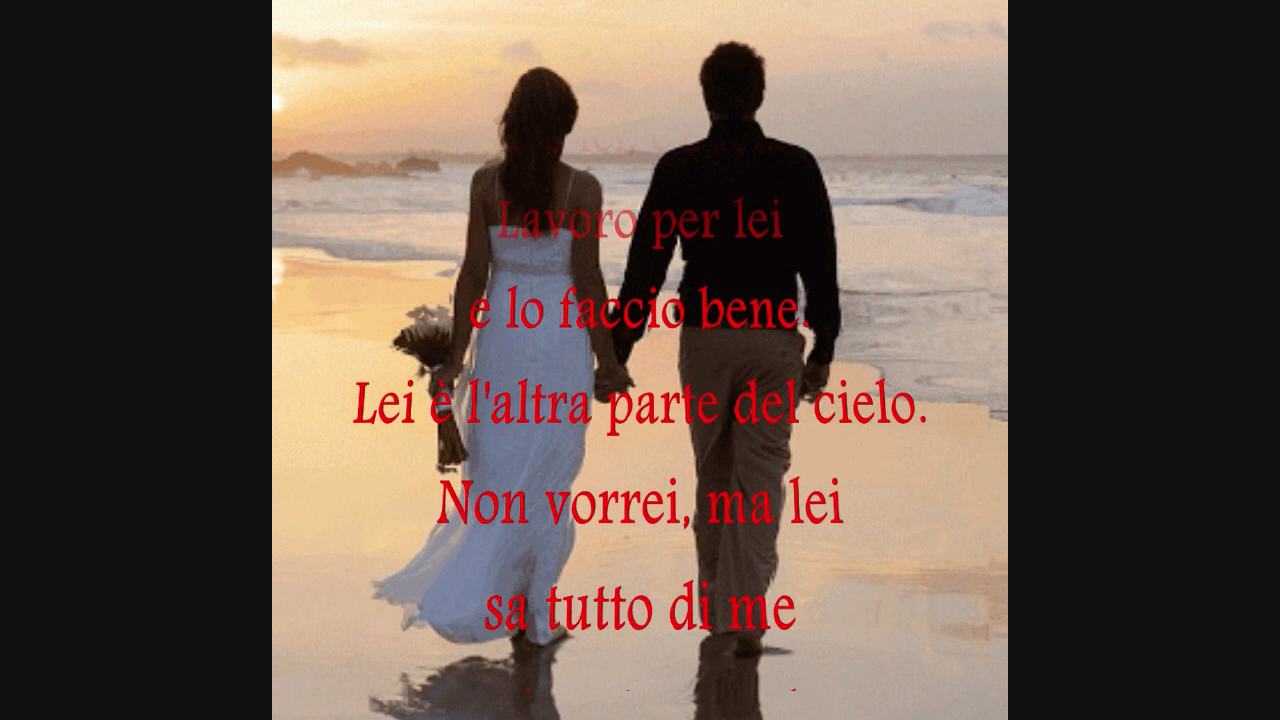 Lavoro per lei
e lo faccio bene.
Lei è l'altra parte del cielo.
Non vorrei, ma lei
sa tutto di me